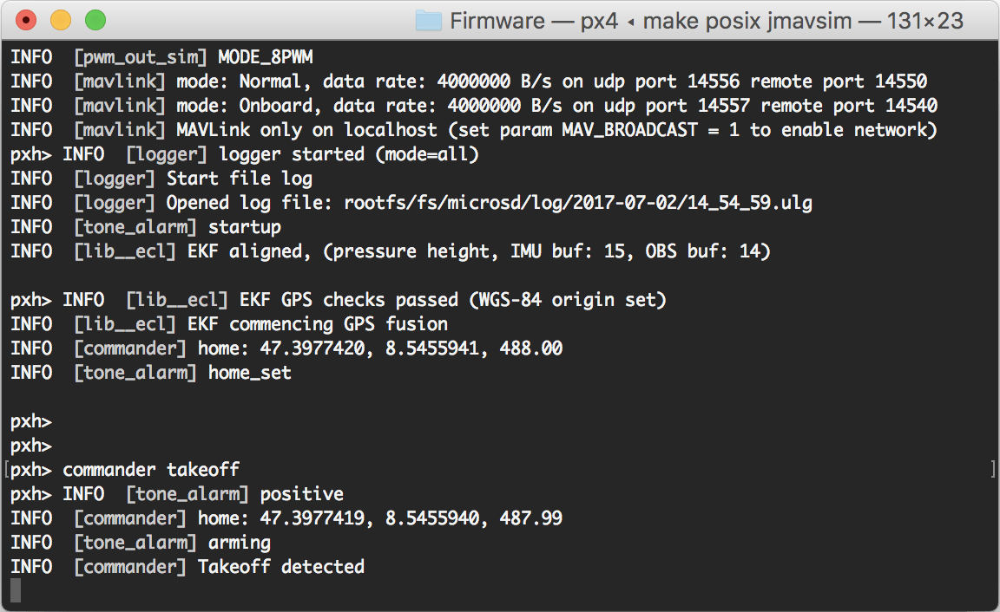 Firmware — px4 ◂ make posix jmavsim — 131×23
INFO  [pwm_out_sim] MODE_8PWM
INFO  [mavlink] mode: Normal, data rate: 4000000 B/s on udp port 14556 remote port 14550
INFO  [mavlink] mode: Onboard, data rate: 4000000 B/s on udp port 14557 remote port 14540
INFO  [mavlink] MAVLink only on localhost (set param MAV_BROADCAST = 1 to enable network)
pxh> INFO  [logger] logger started (mode=all)
INFO  [logger] Start file log
INFO  [logger] Opened log file: rootfs/fs/microsd/log/2017-07-02/14_54_59.ulg
INFO  [tone_alarm] startup
INFO  [lib__ecl] EKF aligned, (pressure height, IMU buf: 15, OBS buf: 14)
pxh> INFO  [lib__ecl] EKF GPS checks passed (WGS-84 origin set)
INFO  [lib__ecl] EKF commencing GPS fusion
INFO  [commander] home: 47.3977420, 8.5455941, 488.00
INFO  [tone_alarm] home_set
pxh>
pxh>
[pxh> commander takeoff ]
pxh> INFO  [tone_alarm] positive
INFO  [commander] home: 47.3977419, 8.5455940, 487.99
INFO  [tone_alarm] arming
INFO  [commander] Takeoff detected